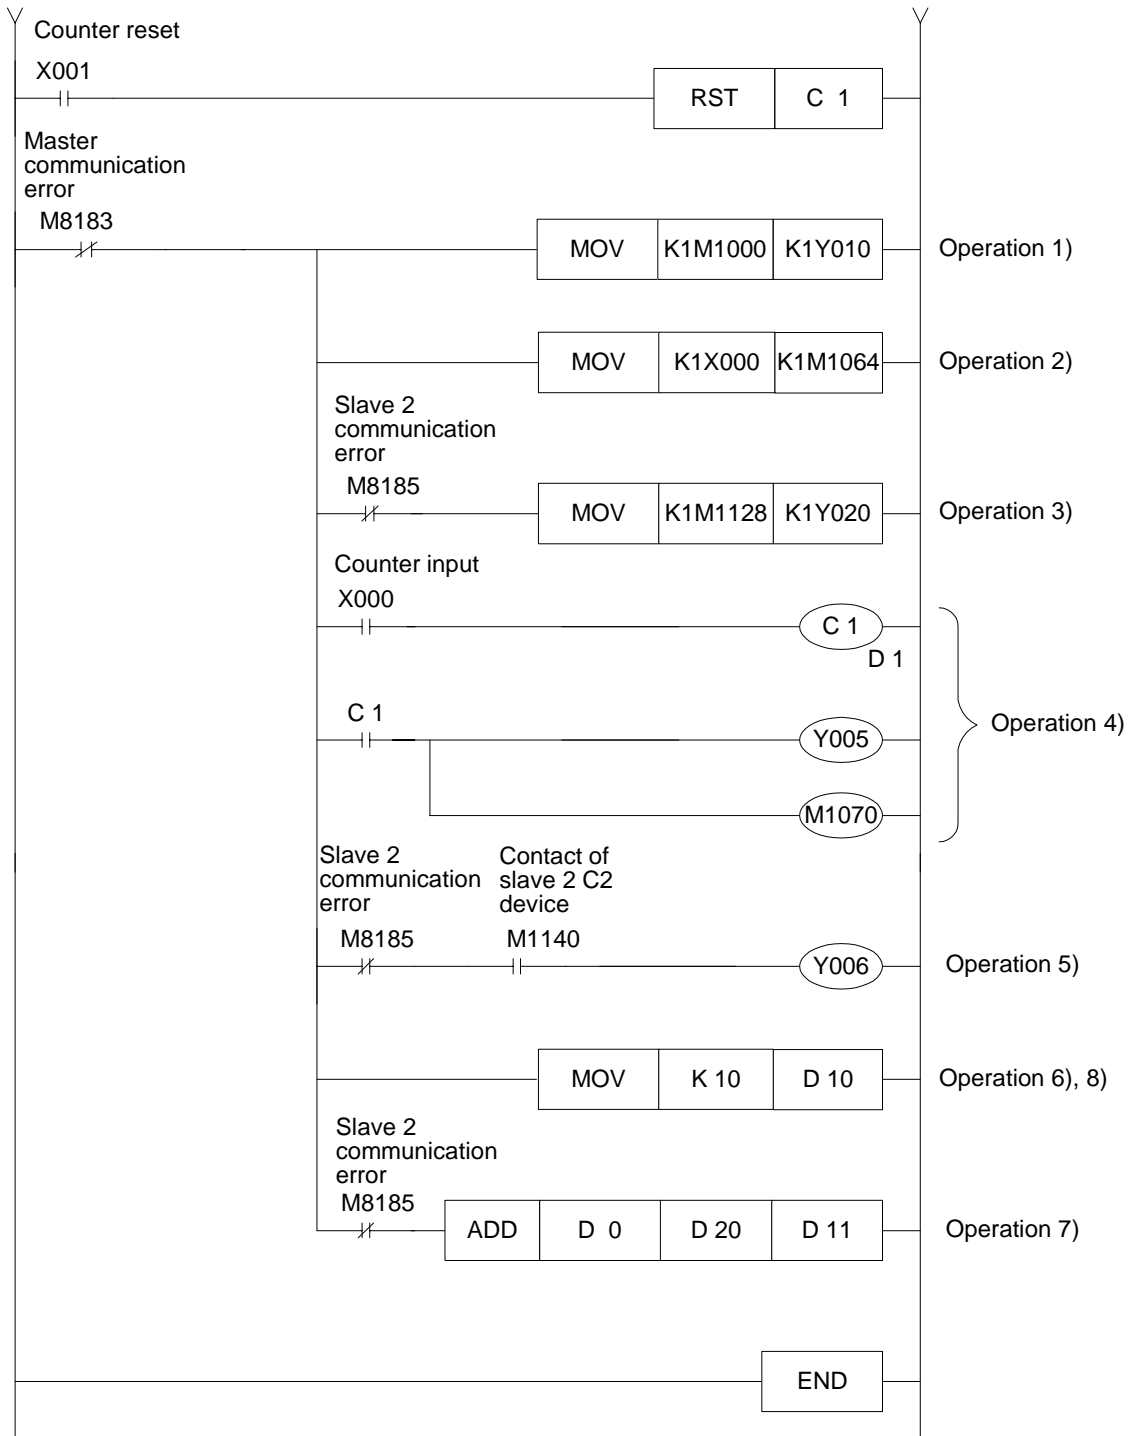 Counter reset
X001
RST C 1
Master
communication
error
M8183
MOV K1M1000 K1Y010 Operation 1)
MOV K1X000 K1M1064 Operation 2)
Slave 2
communication
error
M8185
MOV K1M1128 K1Y020 Operation 3)
Counter input
X000
C 1
D 1
C 1
Y005
Operation 4)
M1070
Slave 2
communication
error
M8185
Contact of
slave 2 C2
device
M1140
Y006 Operation 5)
MOV K 10 D 10 Operation 6), 8)
Slave 2
communication
error
M8185
ADD D 0 D 20 D 11 Operation 7)
END